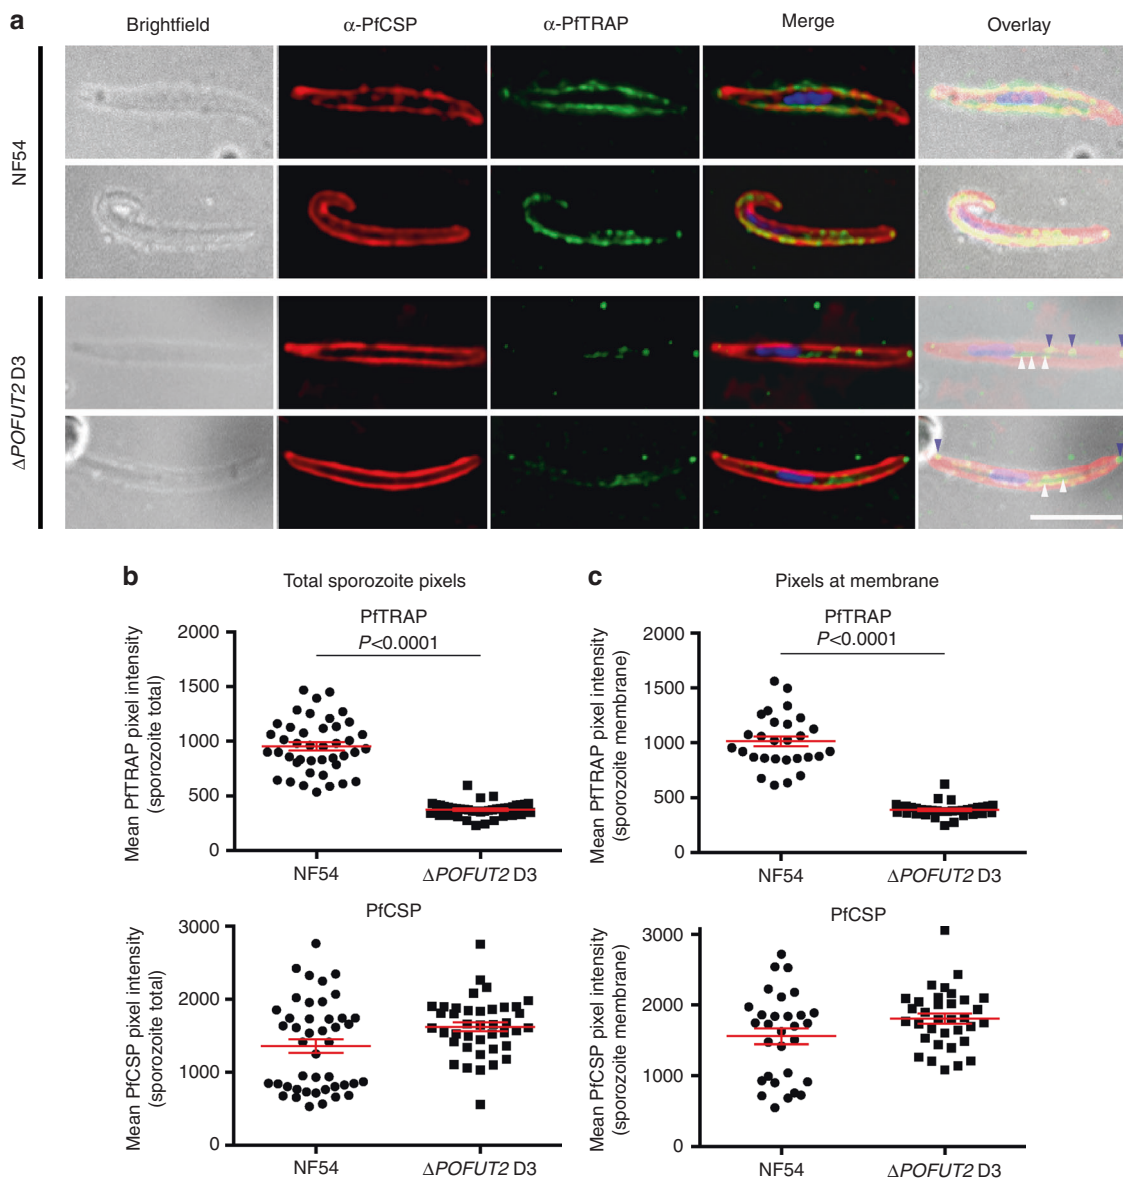 a
Brightfield
α-PfCSP
α-PfTRAP
Merge
Overlay
NF54
ΔPOFUT2 D3
b
Total sporozoite pixels
PfTRAP
P<0.0001
Mean PfTRAP pixel intensity
(sporozoite total)
2000
1500
1000
500
0
NF54
ΔPOFUT2 D3
PfCSP
Mean PfCSP pixel intensity
(sporozoite total)
3000
2000
1000
0
NF54
ΔPOFUT2 D3
c
Pixels at membrane
PfTRAP
P<0.0001
Mean PfTRAP pixel intensity
(sporozoite membrane)
2000
1500
1000
500
0
NF54
ΔPOFUT2 D3
PfCSP
Mean PfCSP pixel intensity
(sporozoite membrane)
3000
2000
1000
0
NF54
ΔPOFUT2 D3